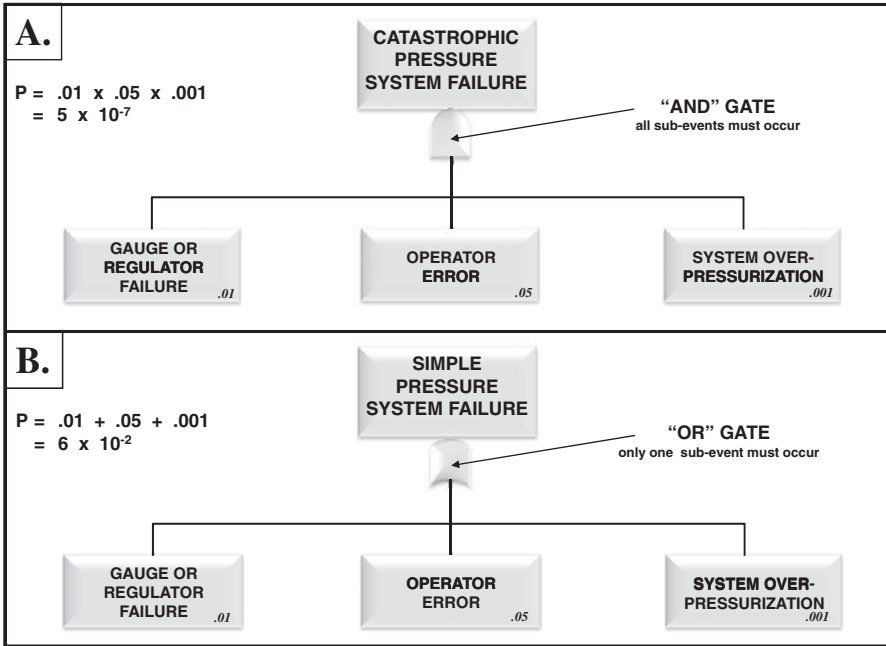 A.
CATASTROPHIC
PRESSURE
SYSTEM FAILURE
P = .01 x .05 x .001
= 5 x 10⁻⁷
“AND” GATE
all sub-events must occur
GAUGE OR
REGULATOR
FAILURE
.01
OPERATOR
ERROR
.05
SYSTEM OVER-
PRESSURIZATION
.001
B.
SIMPLE
PRESSURE
SYSTEM FAILURE
P = .01 + .05 + .001
= 6 x 10⁻²
“OR” GATE
only one sub-event must occur
GAUGE OR
REGULATOR
FAILURE
.01
OPERATOR
ERROR
.05
SYSTEM OVER-
PRESSURIZATION
.001